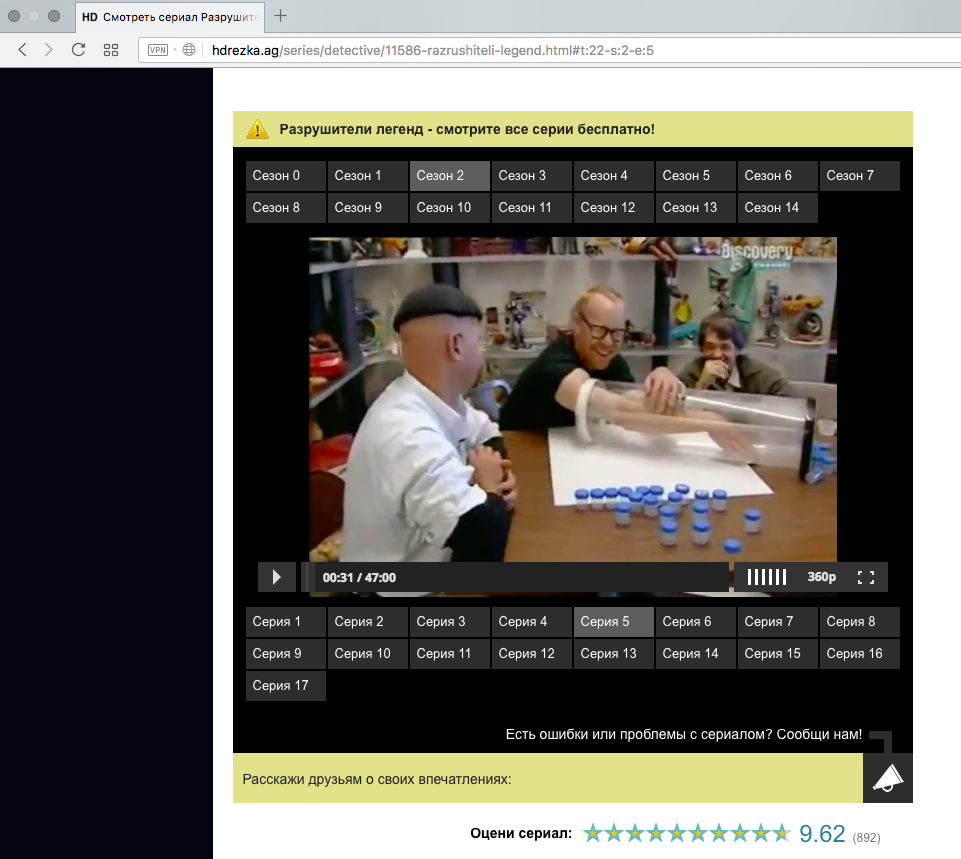 HD Смотреть сериал Разрушите
VPN hdrezka.ag/series/detective/11586-razrushiteli-legend.html#t:22-s:2-e:5
Разрушители легенд - смотрите все серии бесплатно!
Сезон 0 Сезон 1 Сезон 2 Сезон 3 Сезон 4 Сезон 5 Сезон 6 Сезон 7
Сезон 8 Сезон 9 Сезон 10 Сезон 11 Сезон 12 Сезон 13 Сезон 14
Discovery
CHANNEL
00:31 / 47:00 360p
Серия 1 Серия 2 Серия 3 Серия 4 Серия 5 Серия 6 Серия 7 Серия 8
Серия 9 Серия 10 Серия 11 Серия 12 Серия 13 Серия 14 Серия 15 Серия 16
Серия 17
Есть ошибки или проблемы с сериалом? Сообщи нам!
Расскажи друзьям о своих впечатлениях:
Оцени сериал: 9.62 (892)